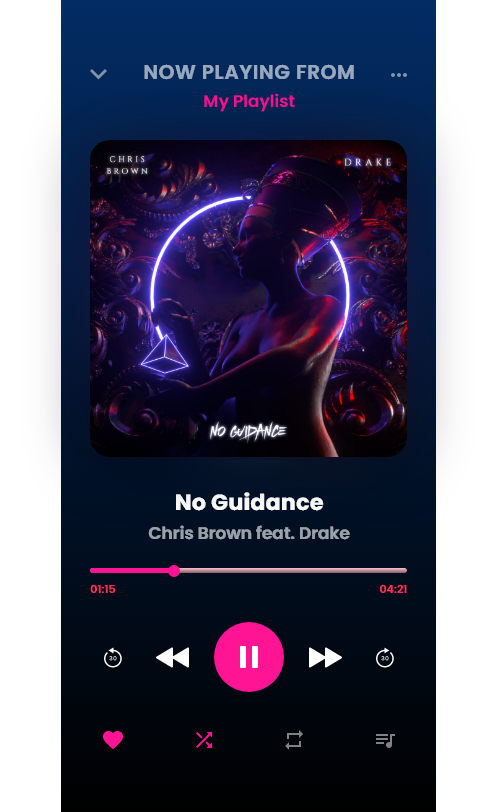 NOW PLAYING FROM
My Playlist
CHRIS
BROWN
DRAKE
NO GUIDANCE
No Guidance
Chris Brown feat. Drake
01:15
04:21
30
30